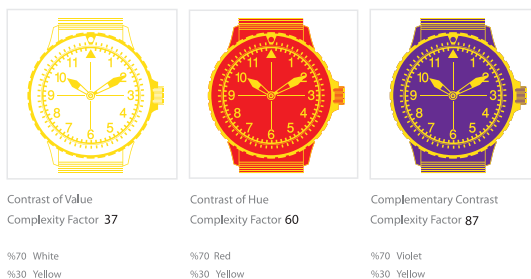 11 1
10 2
9 3
8 4
7 5
6
11 1
10 2
9 3
8 4
7 5
6
11 1
10 2
9 3
8 4
7 5
6
Contrast of Value
Complexity Factor 37
%70 White
%30 Yellow
Contrast of Hue
Complexity Factor 60
%70 Red
%30 Yellow
Complementary Contrast
Complexity Factor 87
%70 Violet
%30 Yellow